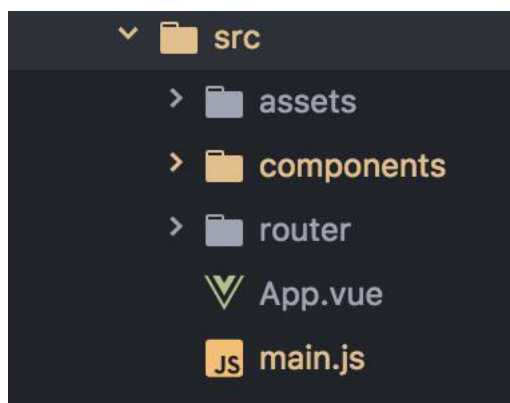 src
assets
components
router
App.vue
JS main.js